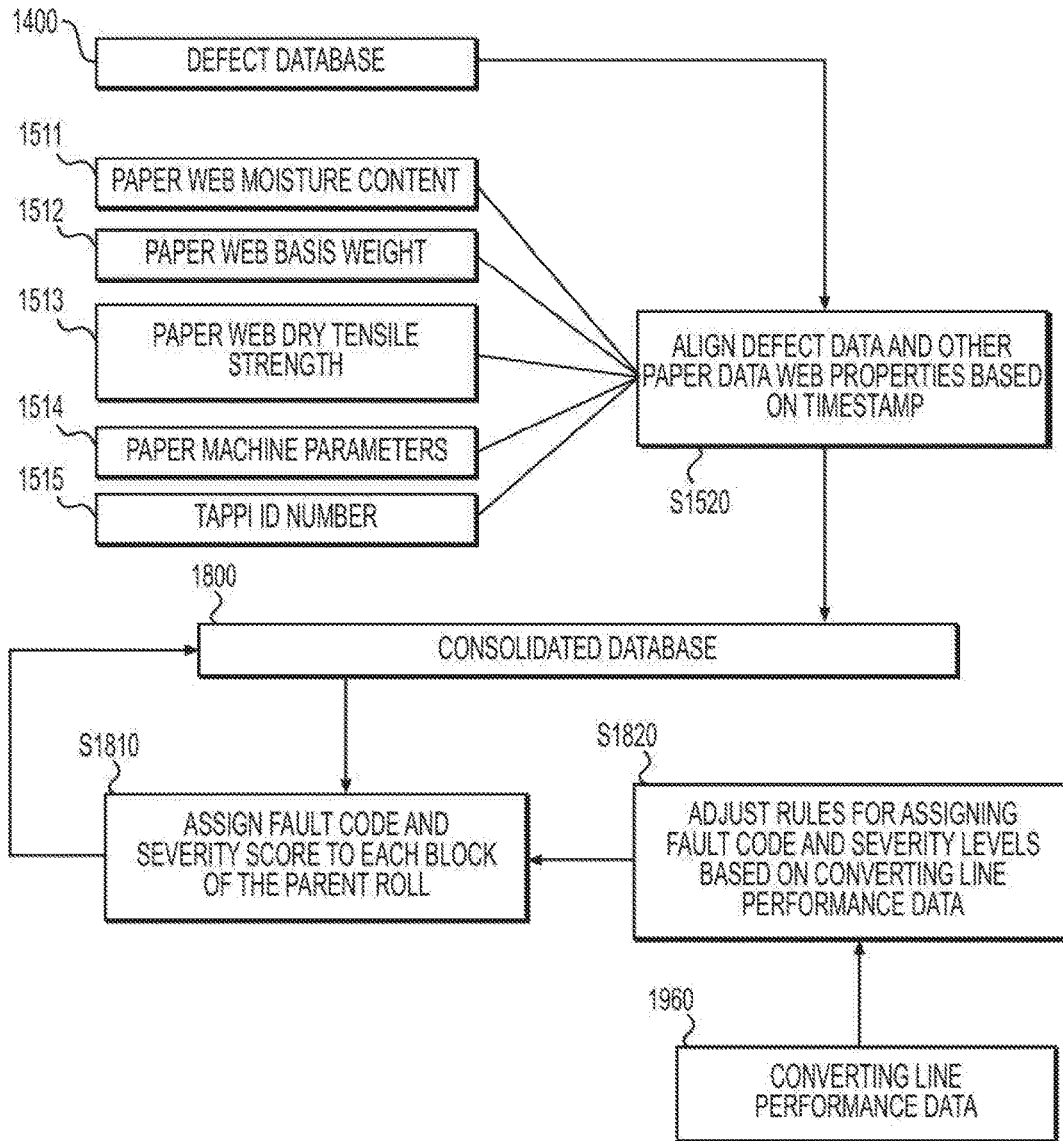 1400
DEFECT DATABASE
1511
PAPER WEB MOISTURE CONTENT
1512
PAPER WEB BASIS WEIGHT
1513
PAPER WEB DRY TENSILE
STRENGTH
1514
PAPER MACHINE PARAMETERS
1515
TAPPI ID NUMBER
ALIGN DEFECT DATA AND OTHER
PAPER DATA WEB PROPERTIES BASED
ON TIMESTAMP
S1520
1800
CONSOLIDATED DATABASE
S1810
ASSIGN FAULT CODE AND
SEVERITY SCORE TO EACH BLOCK
OF THE PARENT ROLL
S1820
ADJUST RULES FOR ASSIGNING
FAULT CODE AND SEVERITY LEVELS
BASED ON CONVERTING LINE
PERFORMANCE DATA
1960
CONVERTING LINE
PERFORMANCE DATA